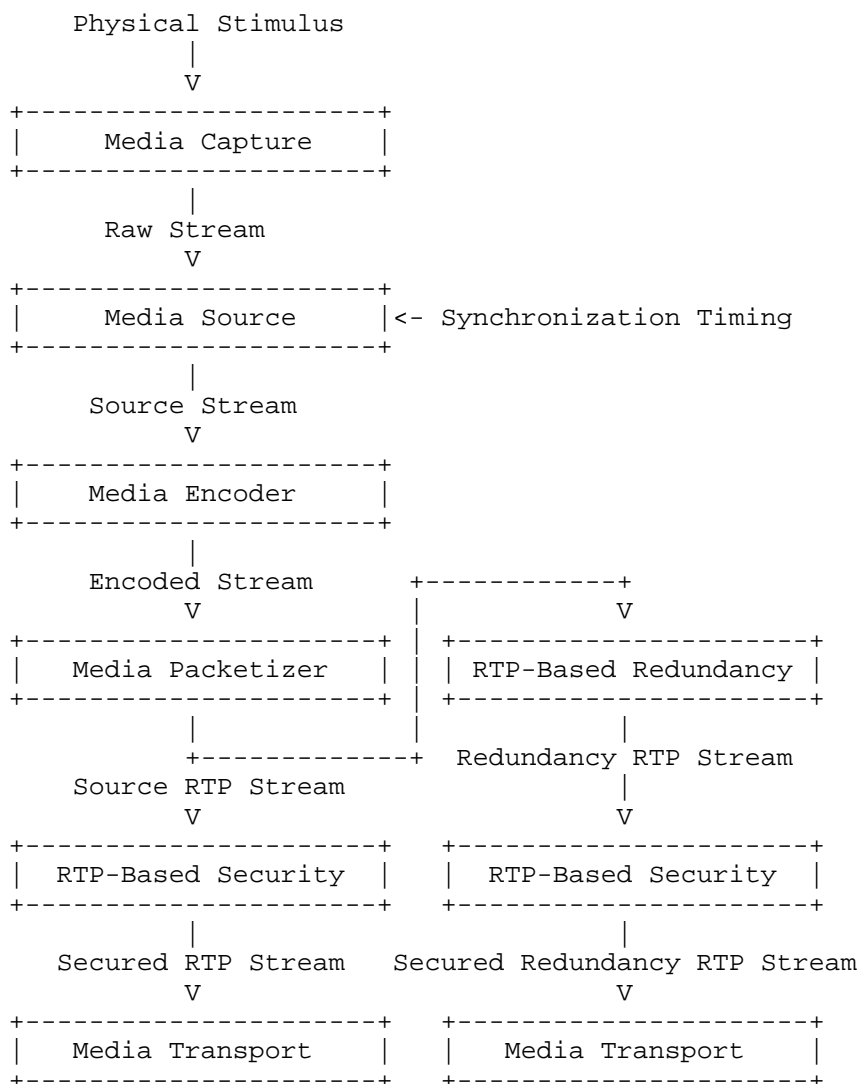 Physical Stimulus
Media Capture
Raw Stream
Media Source <- Synchronization Timing
Source Stream
Media Encoder
Encoded Stream
Media Packetizer RTP-Based Redundancy
Redundancy RTP Stream
Source RTP Stream
RTP-Based Security RTP-Based Security
Secured RTP Stream Secured Redundancy RTP Stream
Media Transport Media Transport